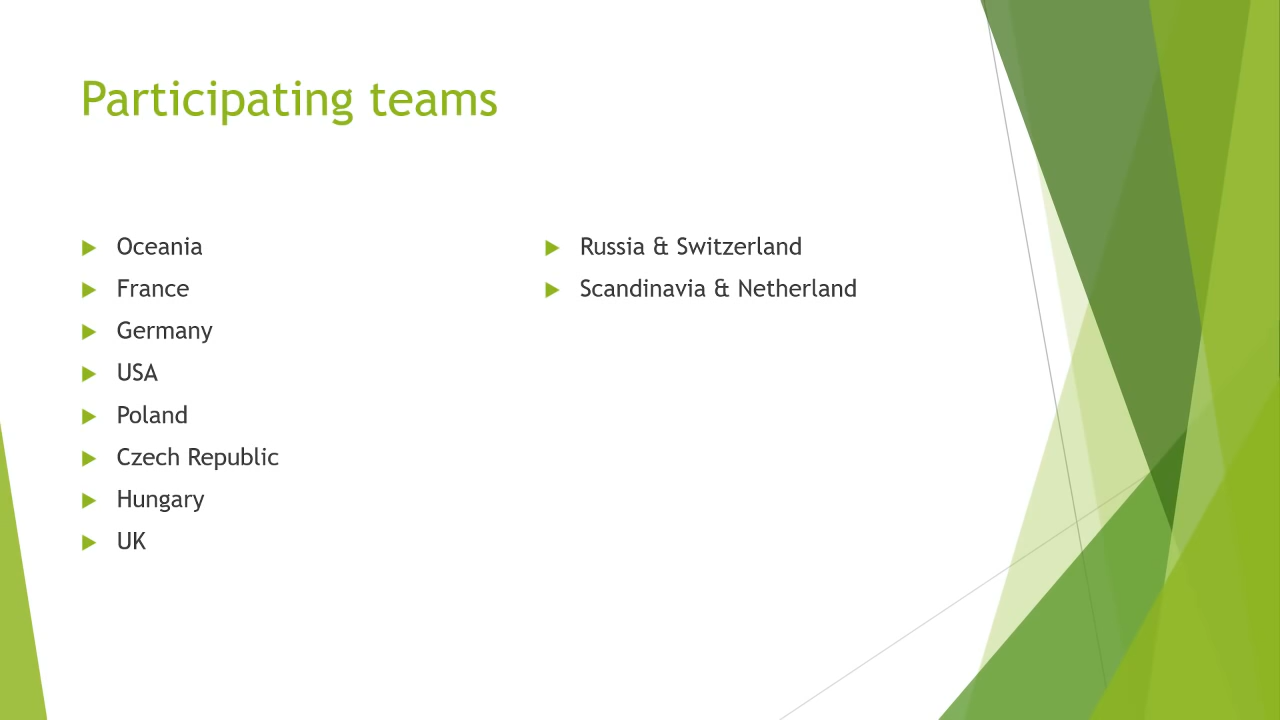 Participating teams
Oceania
France
Germany
USA
Poland
Czech Republic
Hungary
UK
Russia & Switzerland
Scandinavia & Netherland